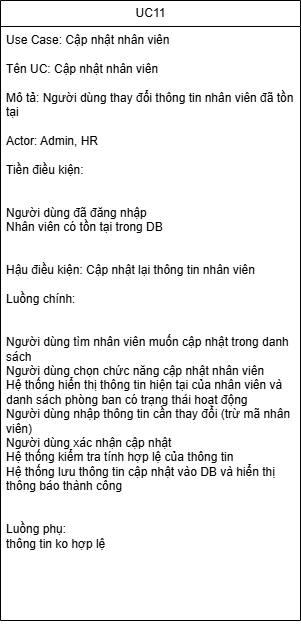 UC11
Use Case: Cập nhật nhân viên
Tên UC: Cập nhật nhân viên
Mô tả: Người dùng thay đổi thông tin nhân viên đã tồn
tại
Actor: Admin, HR
Tiền điều kiện:
Người dùng đã đăng nhập
Nhân viên có tồn tại trong DB
Hậu điều kiện: Cập nhật lại thông tin nhân viên
Luồng chính:
Người dùng tìm nhân viên muốn cập nhật trong danh
sách
Người dùng chọn chức năng cập nhật nhân viên
Hệ thống hiển thị thông tin hiện tại của nhân viên và
danh sách phòng ban có trạng thái hoạt động
Người dùng nhập thông tin cần thay đổi (trừ mã nhân
viên)
Người dùng xác nhận cập nhật
Hệ thống kiểm tra tính hợp lệ của thông tin
Hệ thống lưu thông tin cập nhật vào DB và hiển thị
thông báo thành công
Luồng phụ:
thông tin ko hợp lệ